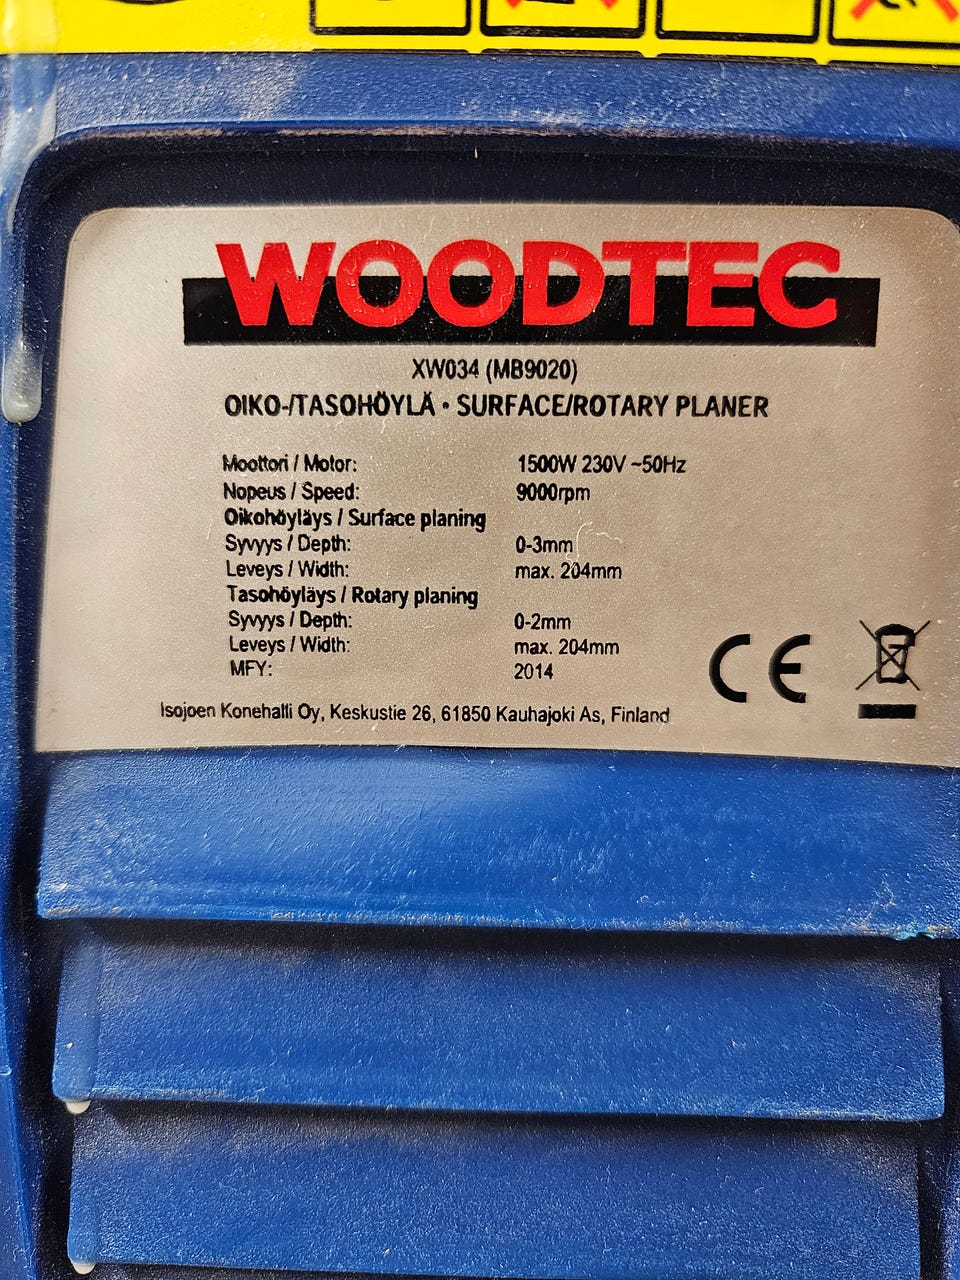 WOODTEC
XW034 (MB9020)
OIKO-/TASOHÖYLÄ • SURFACE/ROTARY PLANER
Moottori / Motor: 1500W 230V ~50Hz
Nopeus / Speed: 9000rpm
Oikohöyläys / Surface planing
Syvyys / Depth: 0-3mm
Leveys / Width: max. 204mm
Tasohöyläys / Rotary planing
Syvyys / Depth: 0-2mm
Leveys / Width: max. 204mm
MFY: 2014
CE
Isojoen Konehalli Oy, Keskustie 26, 61850 Kauhajoki As, Finland